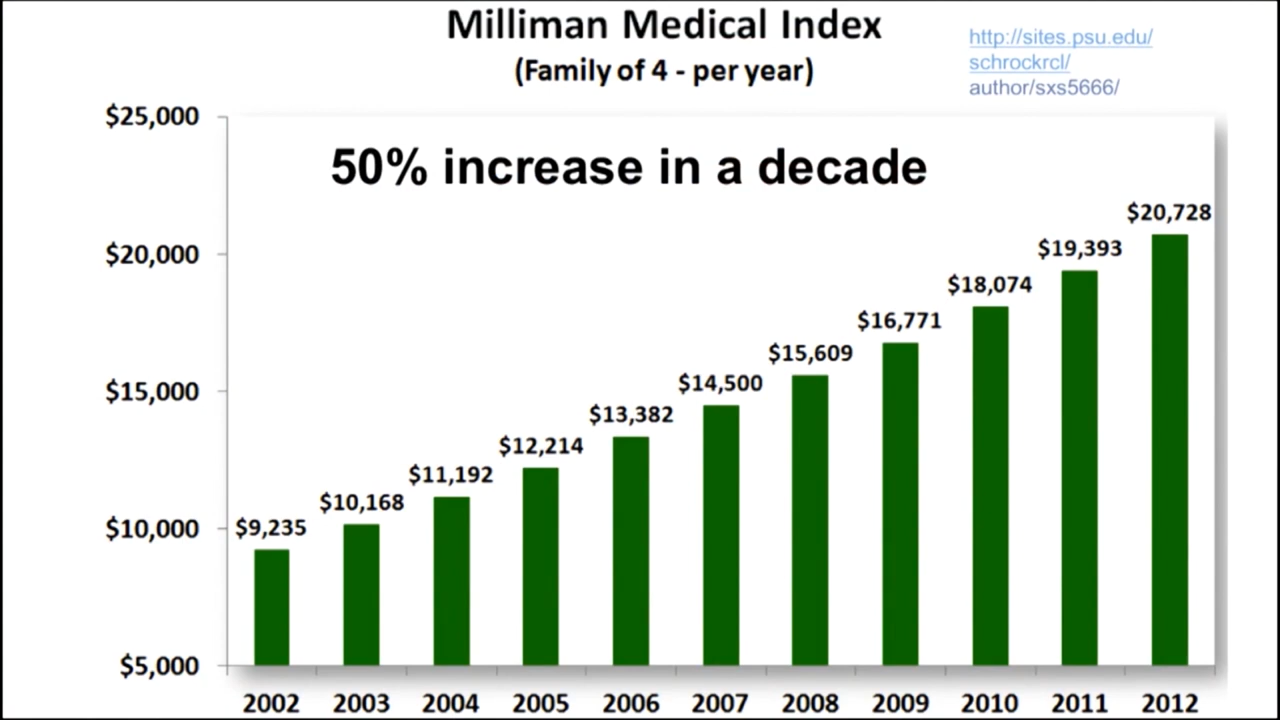 Milliman Medical Index
(Family of 4 - per year)
http://sites.psu.edu/
schrockrcl/
author/sxs5666/
50% increase in a decade
$25,000
$20,000
$15,000
$10,000
$5,000
$9,235
$10,168
$11,192
$12,214
$13,382
$14,500
$15,609
$16,771
$18,074
$19,393
$20,728
2002 2003 2004 2005 2006 2007 2008 2009 2010 2011 2012